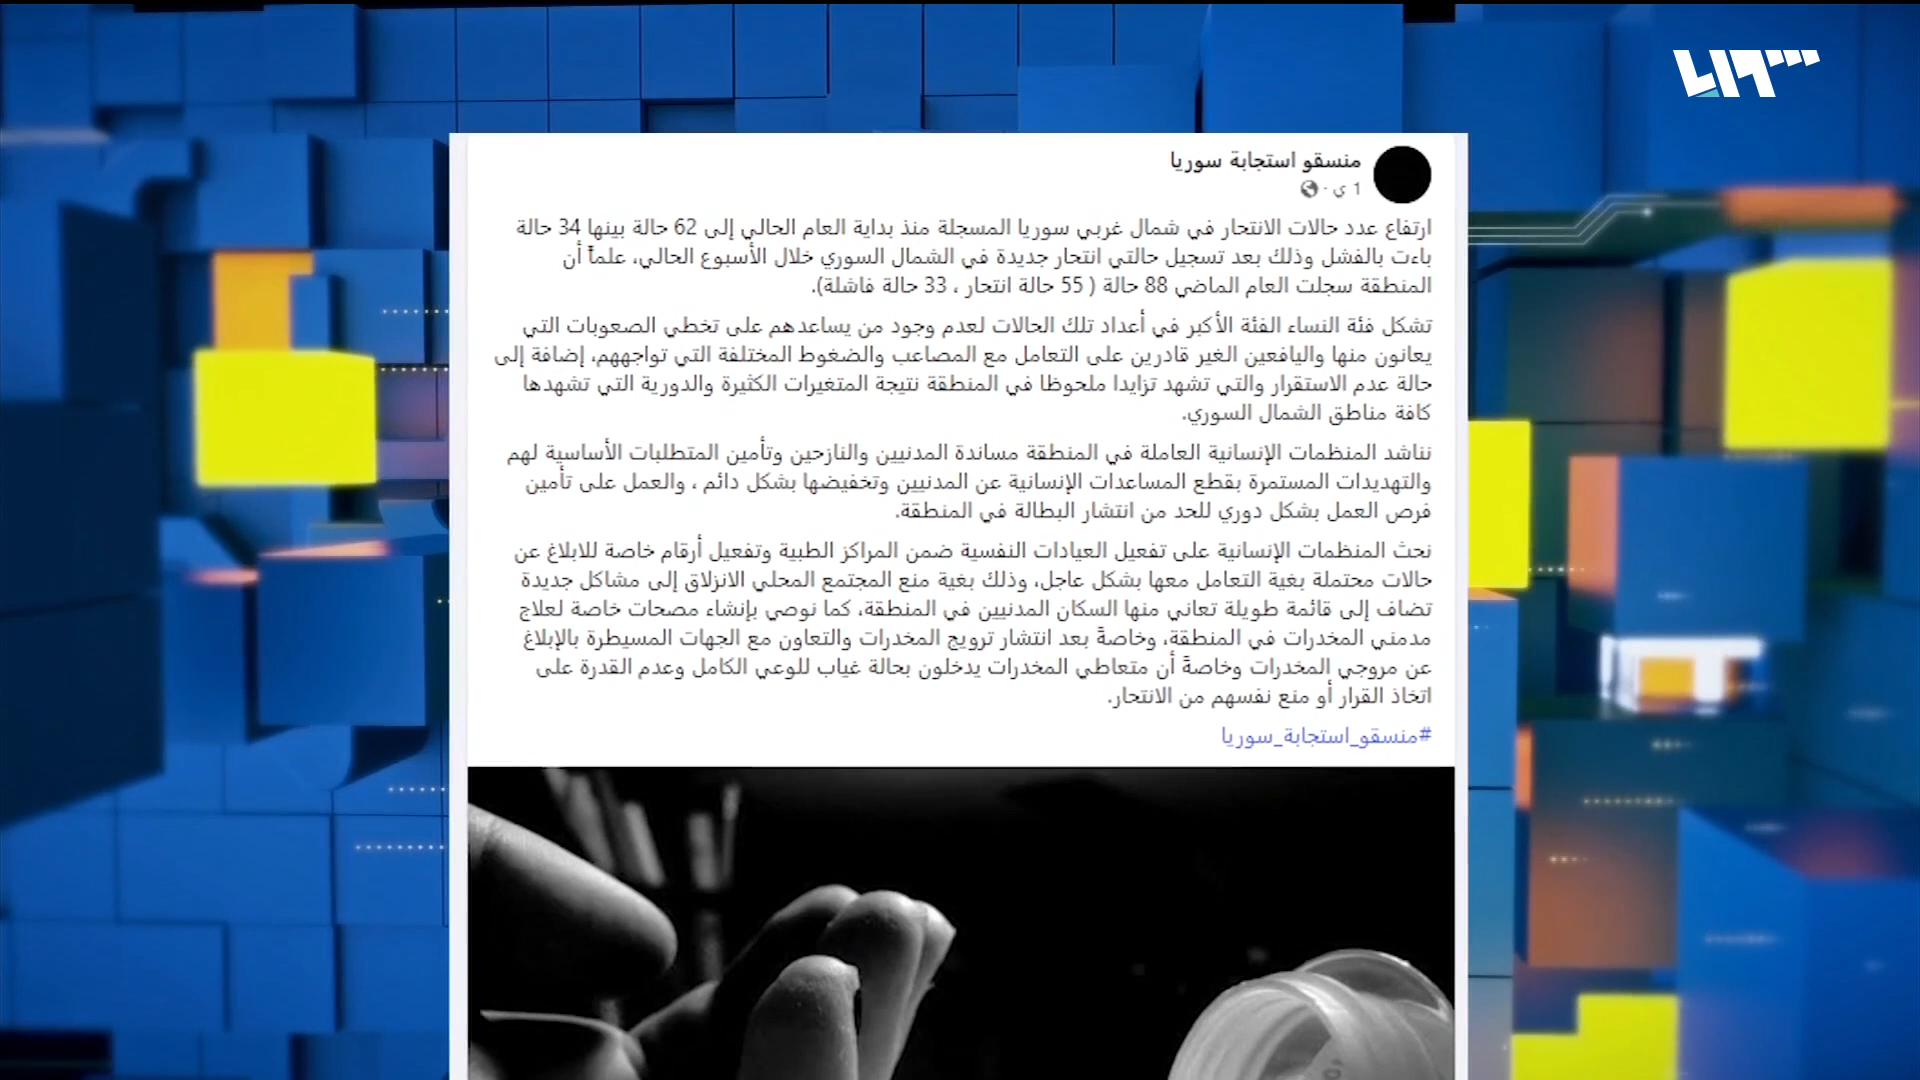 منسقو استجابة سوريا
1 ي ·
ارتفاع عدد حالات الانتحار في شمال غربي سوريا المسجلة منذ بداية العام الحالي إلى 62 حالة بينها 34 حالة
باءت بالفشل وذلك بعد تسجيل حالتي انتحار جديدة في الشمال السوري خلال الأسبوع الحالي، علماً أن
المنطقة سجلت العام الماضي 88 حالة ( 55 حالة انتحار ، 33 حالة فاشلة).
تشكل فئة النساء الفئة الأكبر في أعداد تلك الحالات لعدم وجود من يساعدهم على تخطي الصعوبات التي
يعانون منها واليافعين الغير قادرين على التعامل مع المصاعب والضغوط المختلفة التي تواجههم، إضافة إلى
حالة عدم الاستقرار والتي تشهد تزايدا ملحوظا في المنطقة نتيجة المتغيرات الكثيرة والدورية التي تشهدها
كافة مناطق الشمال السوري.
نناشد المنظمات الإنسانية العاملة في المنطقة مساندة المدنيين والنازحين وتأمين المتطلبات الأساسية لهم
والتهديدات المستمرة بقطع المساعدات الإنسانية عن المدنيين وتخفيضها بشكل دائم ، والعمل على تأمين
فرص العمل بشكل دوري للحد من انتشار البطالة في المنطقة.
نحث المنظمات الإنسانية على تفعيل العيادات النفسية ضمن المراكز الطبية وتفعيل أرقام خاصة للابلاغ عن
حالات محتملة بغية التعامل معها بشكل عاجل، وذلك بغية منع المجتمع المحلي الانزلاق إلى مشاكل جديدة
تضاف إلى قائمة طويلة تعاني منها السكان المدنيين في المنطقة، كما نوصي بإنشاء مصحات خاصة لعلاج
مدمني المخدرات في المنطقة، وخاصةً بعد انتشار ترويج المخدرات والتعاون مع الجهات المسيطرة بالإبلاغ
عن مروجي المخدرات وخاصةً أن متعاطي المخدرات يدخلون بحالة غياب للوعي الكامل وعدم القدرة على
اتخاذ القرار أو منع نفسهم من الانتحار.
#منسقو_استجابة_سوريا